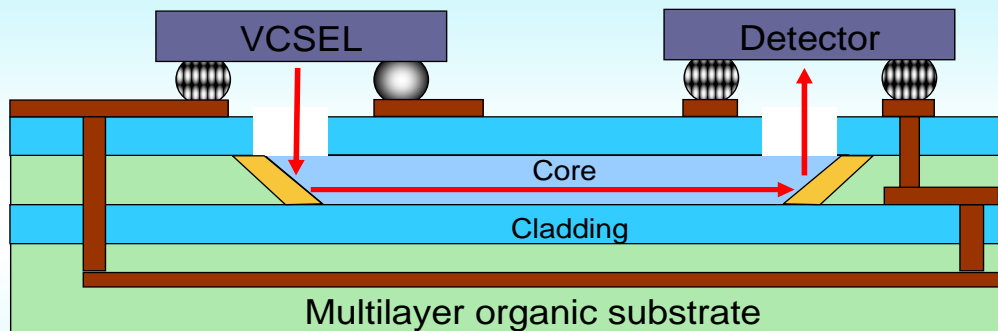 VCSEL
Detector
Core
Cladding
Multilayer organic substrate